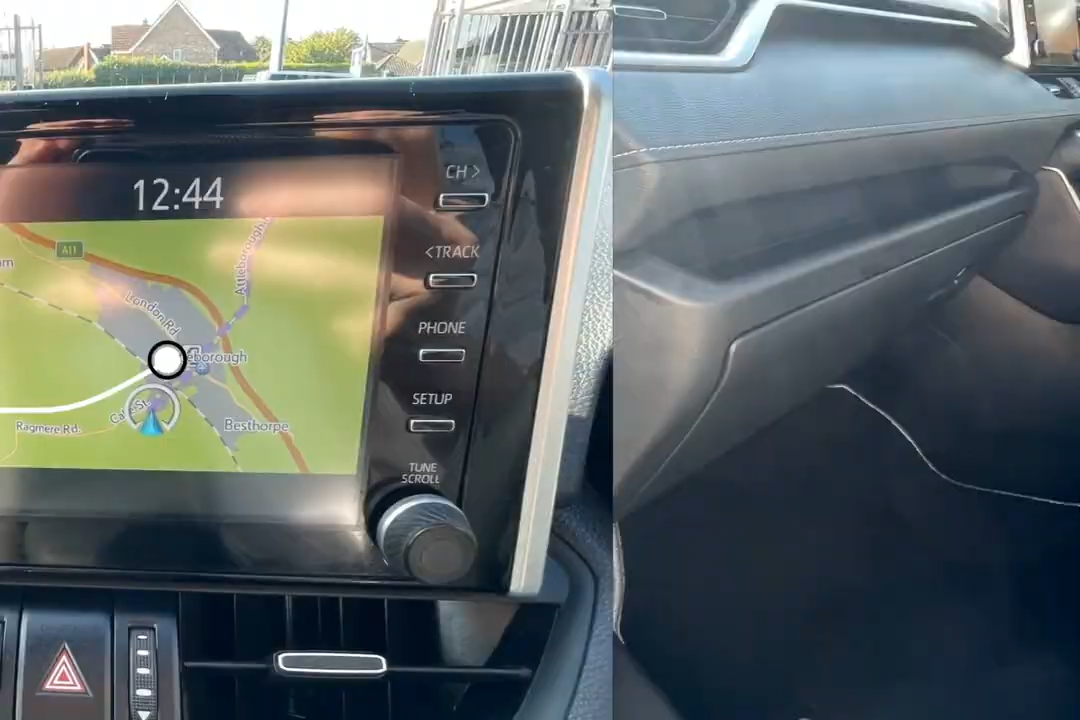 12:44
CH >
A11
<TRACK
Attleborough
London Rd
PHONE
eborough
SETUP
Ragmere Rd.
Besthorpe
TUNE
SCROLL